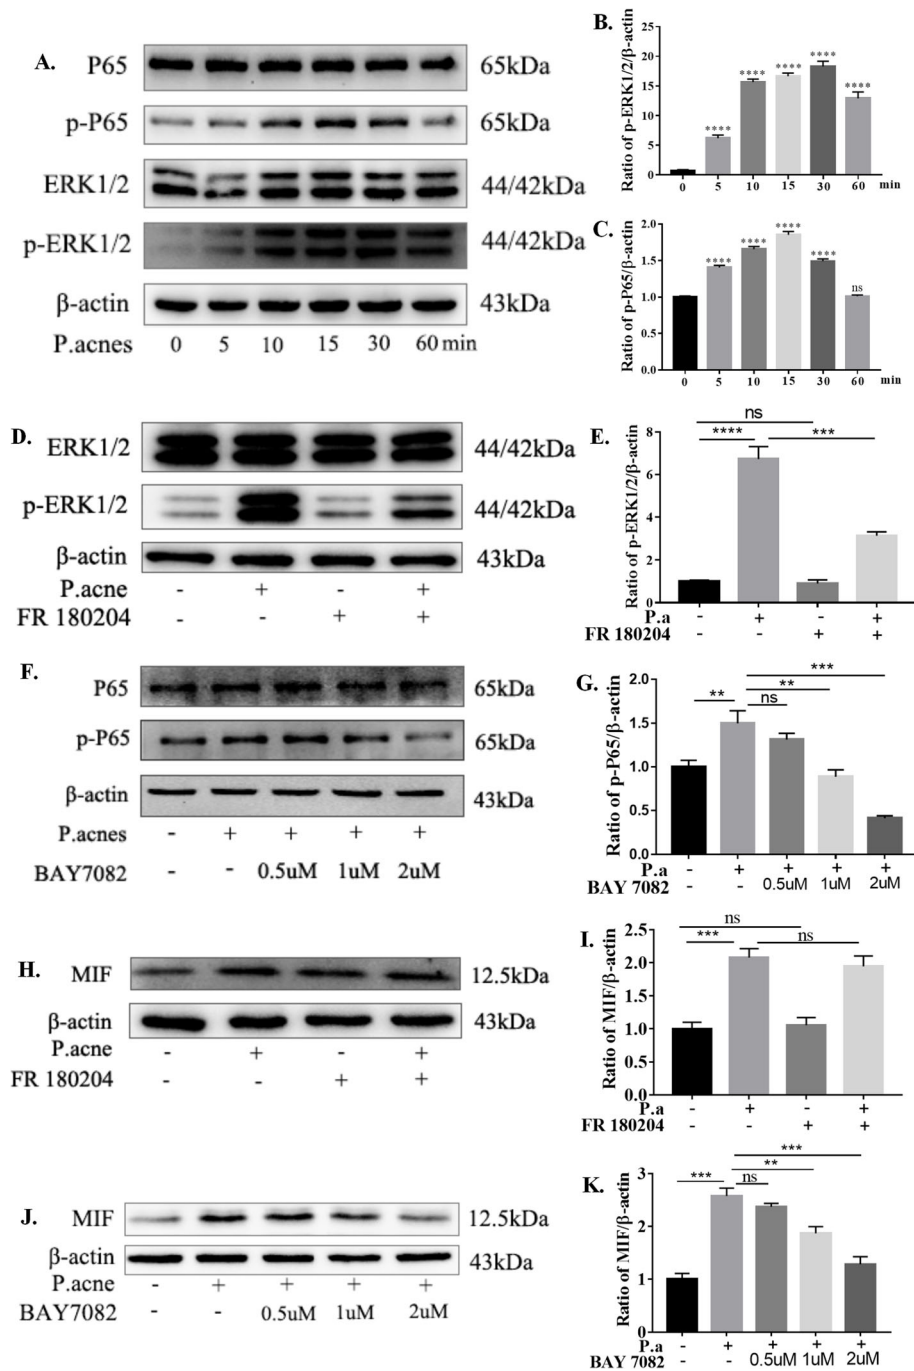 A.
P65
65kDa
p-P65
65kDa
ERK1/2
44/42kDa
p-ERK1/2
44/42kDa
β-actin
43kDa
P.acnes 0 5 10 15 30 60 min
B.
Ratio of p-ERK1/2/β-actin
25
20
15
10
5
0
**** **** **** **** ****
0 5 10 15 30 60 min
C.
Ratio of p-P65/β-actin
2.0
1.5
1.0
0.5
0.0
**** **** **** **** ns
0 5 10 15 30 60 min
D.
ERK1/2
44/42kDa
p-ERK1/2
44/42kDa
β-actin
43kDa
P.acne - + - +
FR 180204 - - + +
E.
Ratio of p-ERK1/2/β-actin
8
6
4
2
0
ns
**** ***
P.a - + - +
FR 180204 - - + +
F.
P65
65kDa
p-P65
65kDa
β-actin
43kDa
P.acnes - + + + +
BAY7082 - - 0.5uM 1uM 2uM
G.
Ratio of p-P65/β-actin
2.0
1.5
1.0
0.5
0.0
***
**
** ns
P.a - + + + +
BAY 7082 - - 0.5uM 1uM 2uM
H.
MIF
12.5kDa
β-actin
43kDa
P.acne - + - +
FR 180204 - - + +
I.
Ratio of MIF/β-actin
2.5
2.0
1.5
1.0
0.5
0.0
ns
*** ns
P.a - + - +
FR 180204 - - + +
J.
MIF
12.5kDa
β-actin
43kDa
P.acne - + + + +
BAY7082 - - 0.5uM 1uM 2uM
K.
Ratio of MIF/β-actin
3
2
1
0
***
**
*** ns
P.a - + + + +
BAY 7082 - - 0.5uM 1uM 2uM